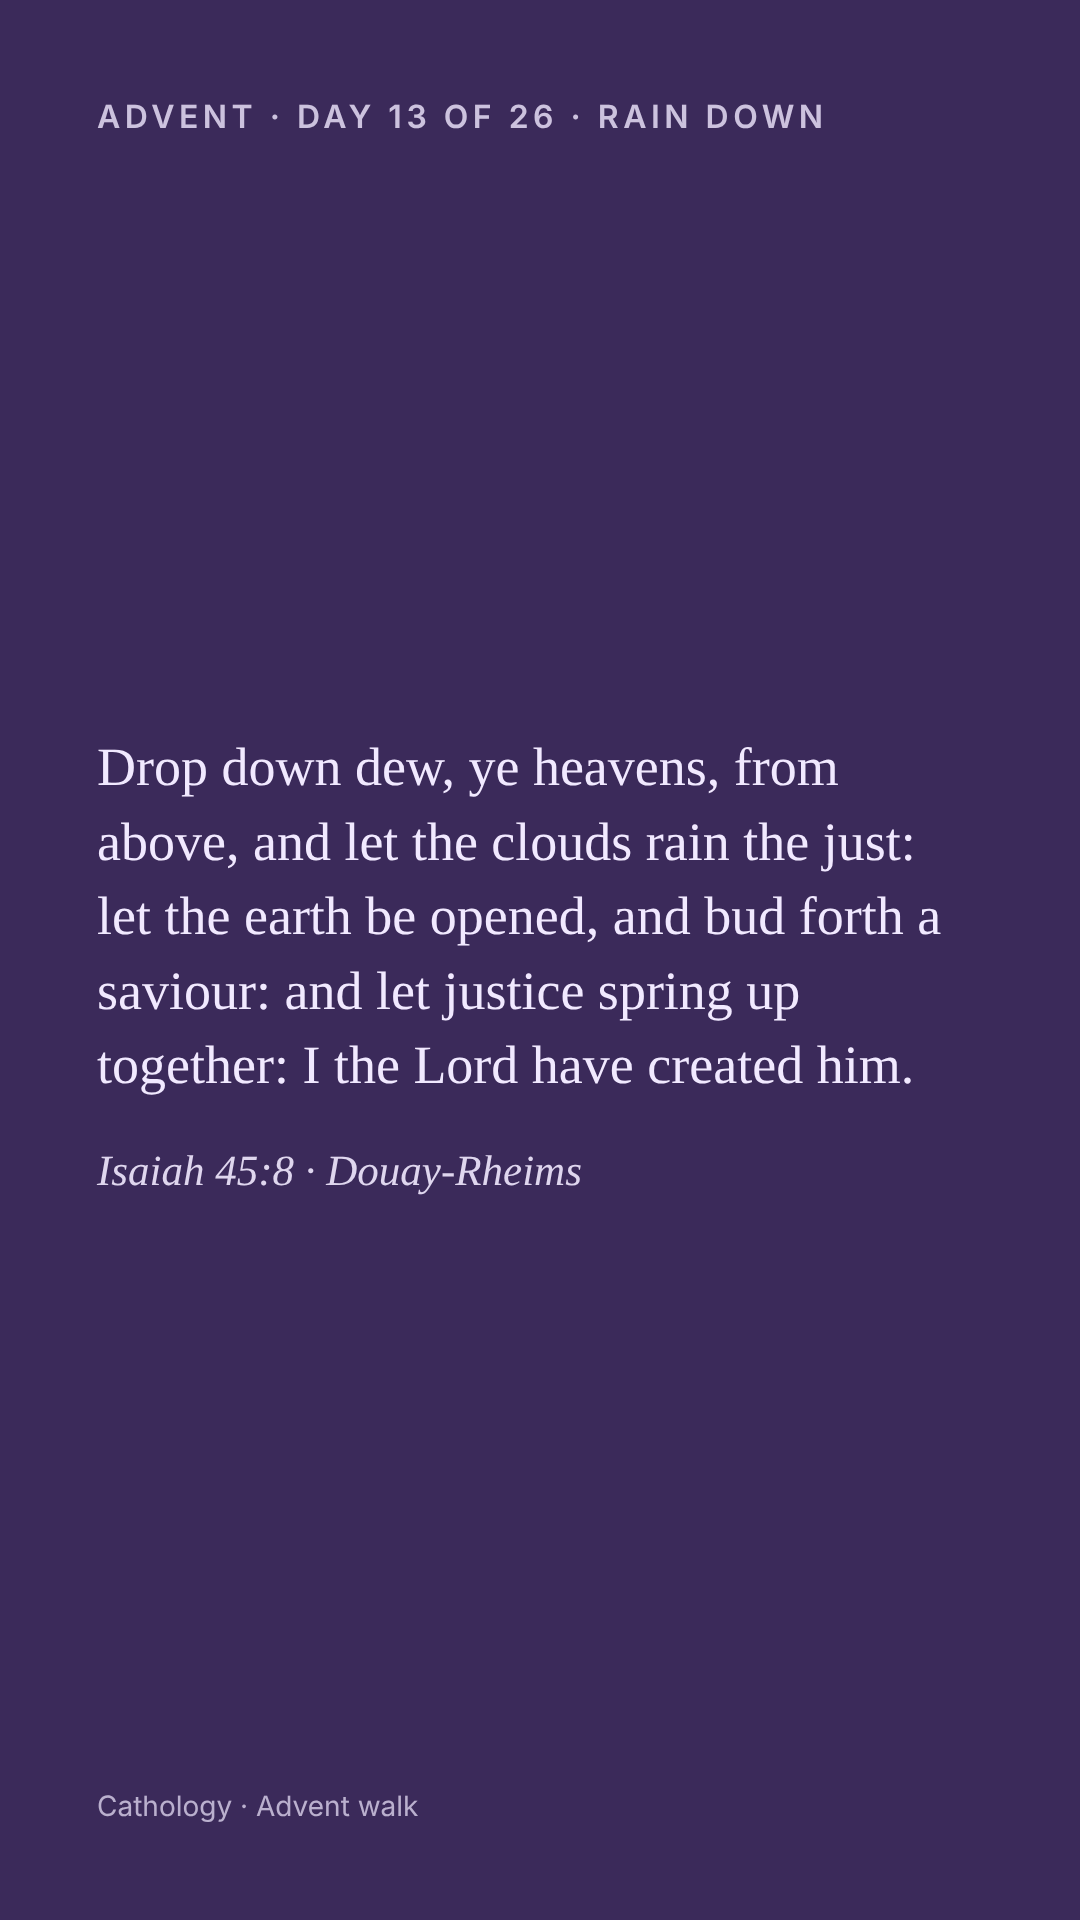 ADVENT · DAY 13 OF 26 · RAIN DOWN
Drop down dew, ye heavens, from
above, and let the clouds rain the just:
let the earth be opened, and bud forth a
saviour: and let justice spring up
together: I the Lord have created him.
Isaiah 45:8 · Douay-Rheims
Cathology · Advent walk